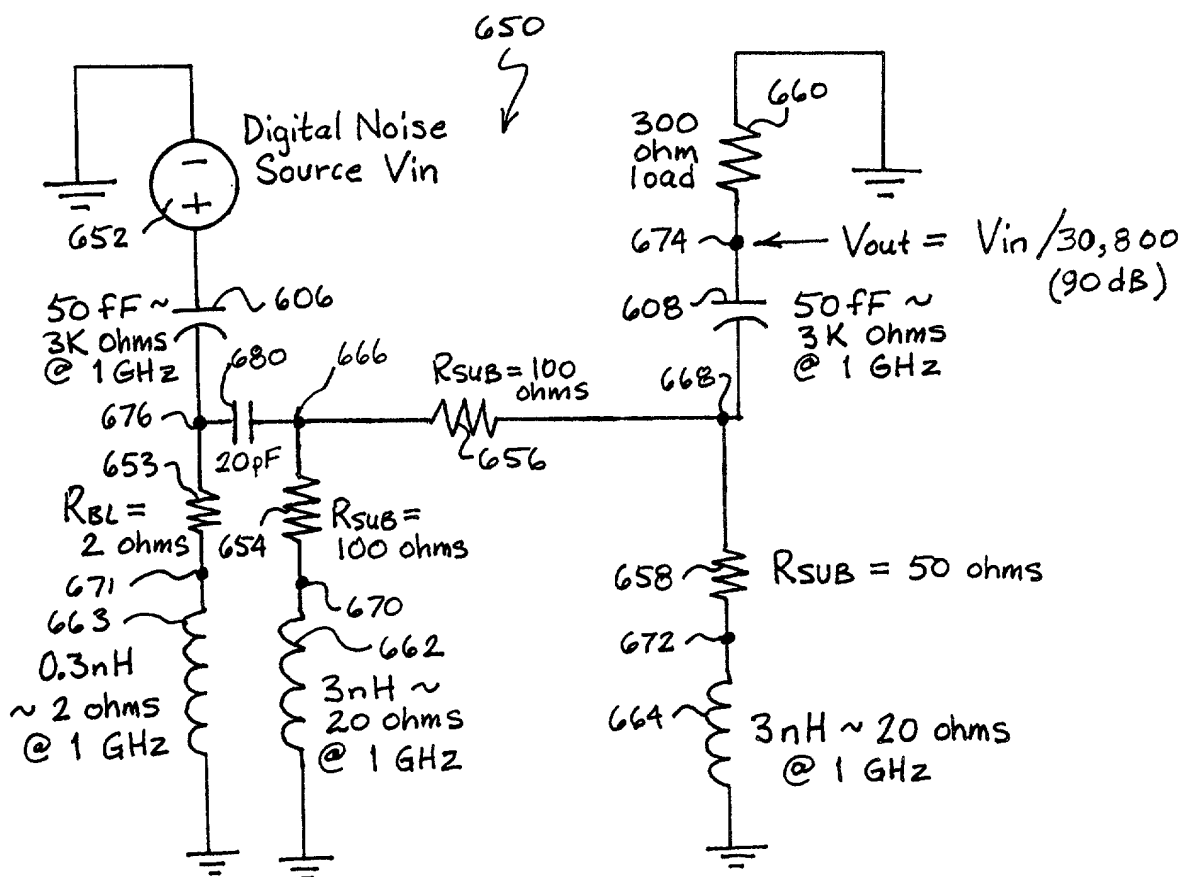 650
Digital Noise
Source Vin
−
+
652
300
ohm
load
660
674
Vout = Vin/30,800
(90 dB)
50fF ~
3K Ohms
@ 1 GHz
606
608
50fF ~
3K Ohms
@ 1 GHz
680
666
RSUB = 100
ohms
668
676
20pF
656
653
RBL =
2 ohms
654
RSUB =
100 ohms
658
RSUB = 50 ohms
671
670
672
663
0.3nH
~ 2 ohms
@ 1 GHz
662
3nH ~
20 ohms
@ 1 GHz
664
3nH ~ 20 ohms
@ 1 GHz